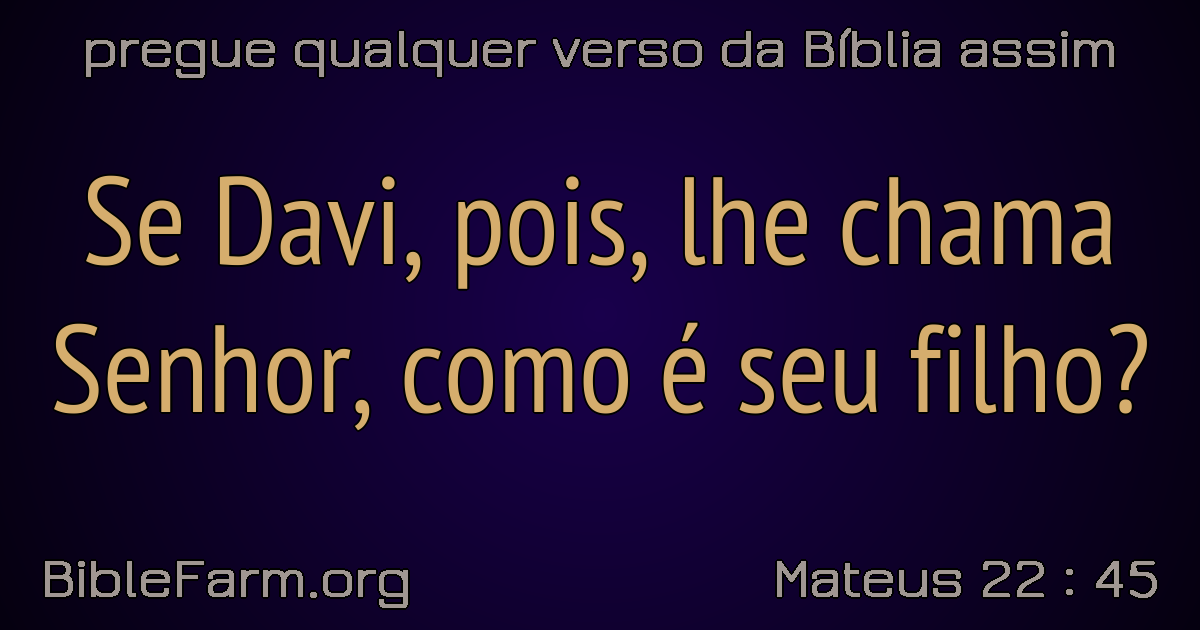 pregue qualquer verso da Bíblia assim
Se Davi, pois, lhe chama
Senhor, como é seu filho?
BibleFarm.org
Mateus 22 : 45